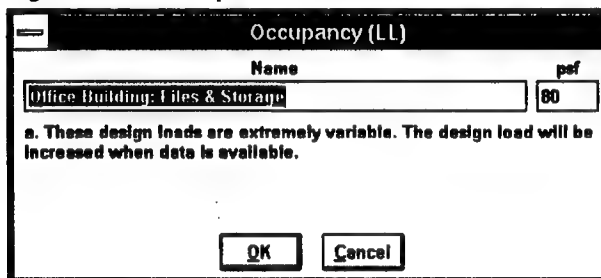 Occupancy (LL)
Name psf
Office Building: Files & Storage 80
a. These design loads are extremely variable. The design load will be
increased when data is available.
OK Cancel